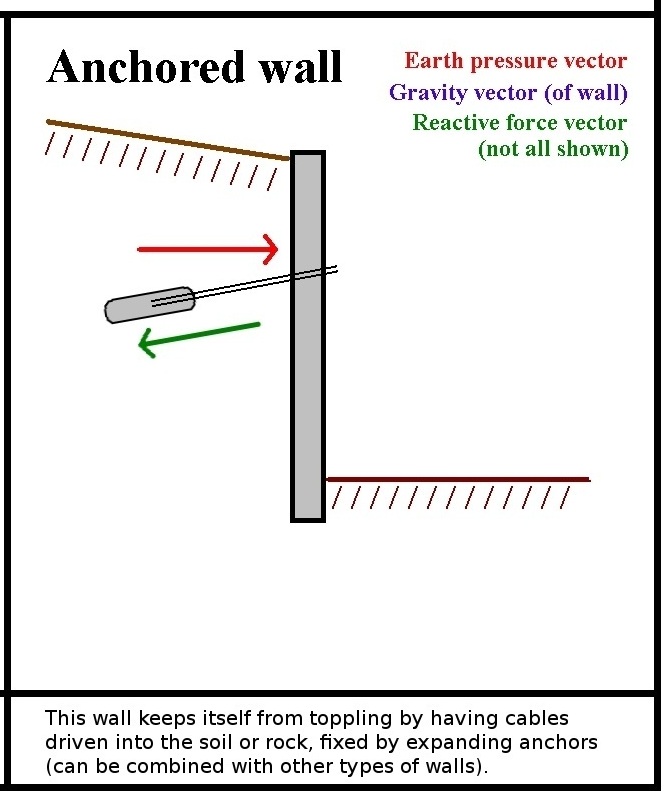 Anchored wall
Earth pressure vector
Gravity vector (of wall)
Reactive force vector
(not all shown)
This wall keeps itself from toppling by having cables
driven into the soil or rock, fixed by expanding anchors
(can be combined with other types of walls).